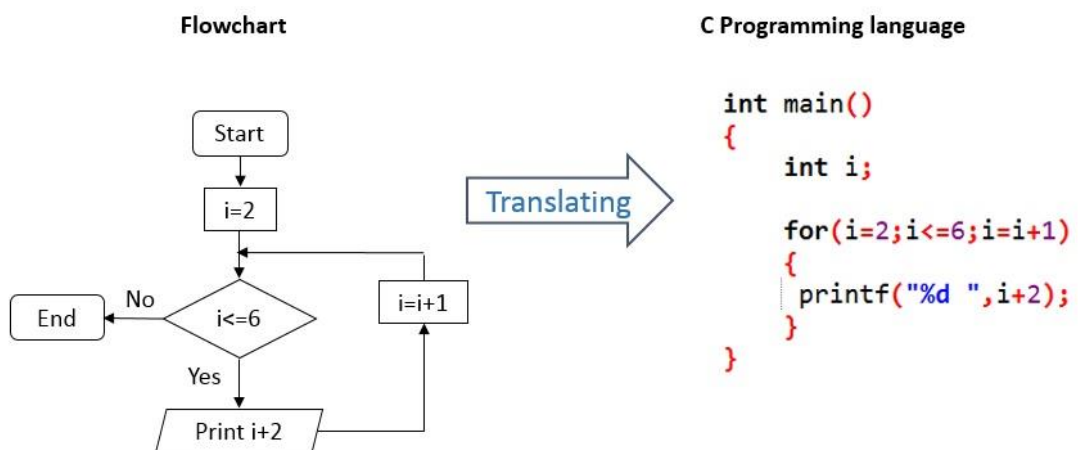 Flowchart
Start
i=2
i<=6
No
End
Yes
Print i+2
i=i+1
Translating
C Programming language
int main()
{
int i;
for(i=2;i<=6;i=i+1)
{
printf("%d ",i+2);
}
}